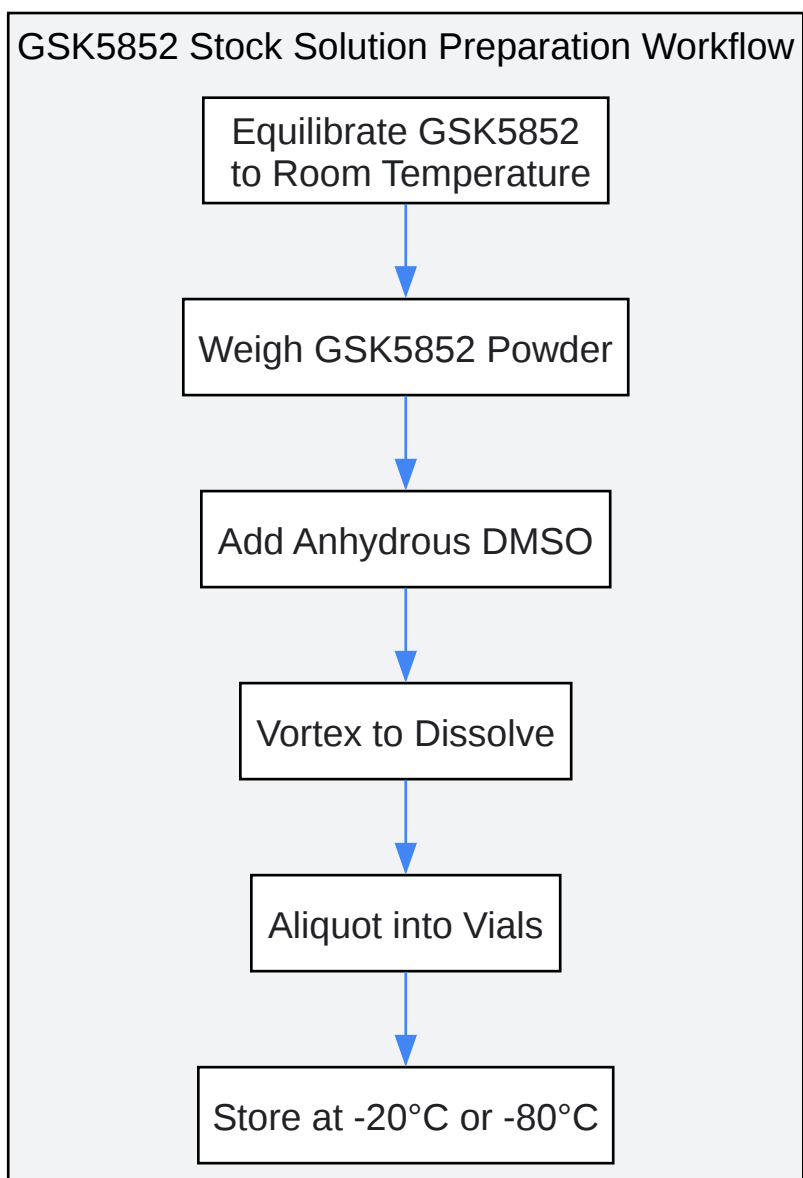 GSK5852 Stock Solution Preparation Workflow
Equilibrate GSK5852
to Room Temperature
Weigh GSK5852 Powder
Add Anhydrous DMSO
Vortex to Dissolve
Aliquot into Vials
Store at -20°C or -80°C